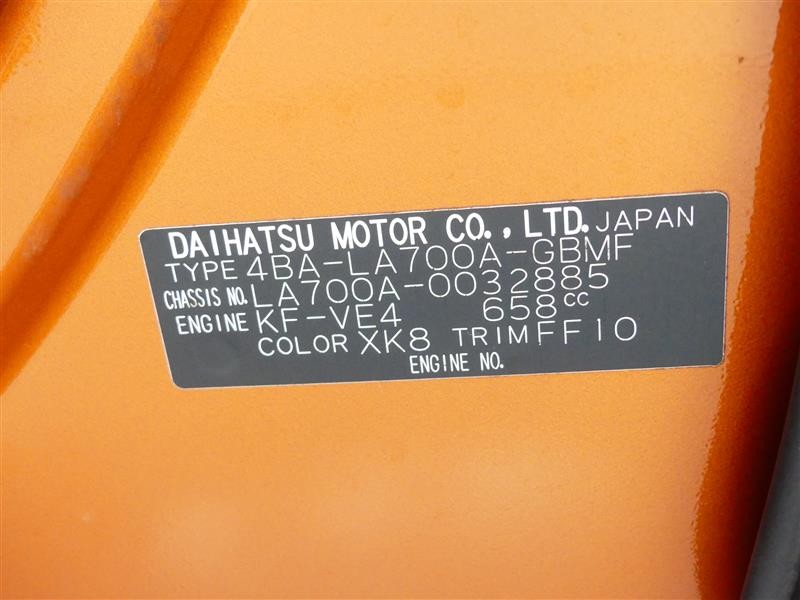 DAIHATSU MOTOR CO., LTD. JAPAN
TYPE 4BA-LA700A-GBMF
CHASSIS NO. LA700A-0032885
ENGINE KF-VE4 658cc
COLOR XK8 TRIM FF10
ENGINE NO.